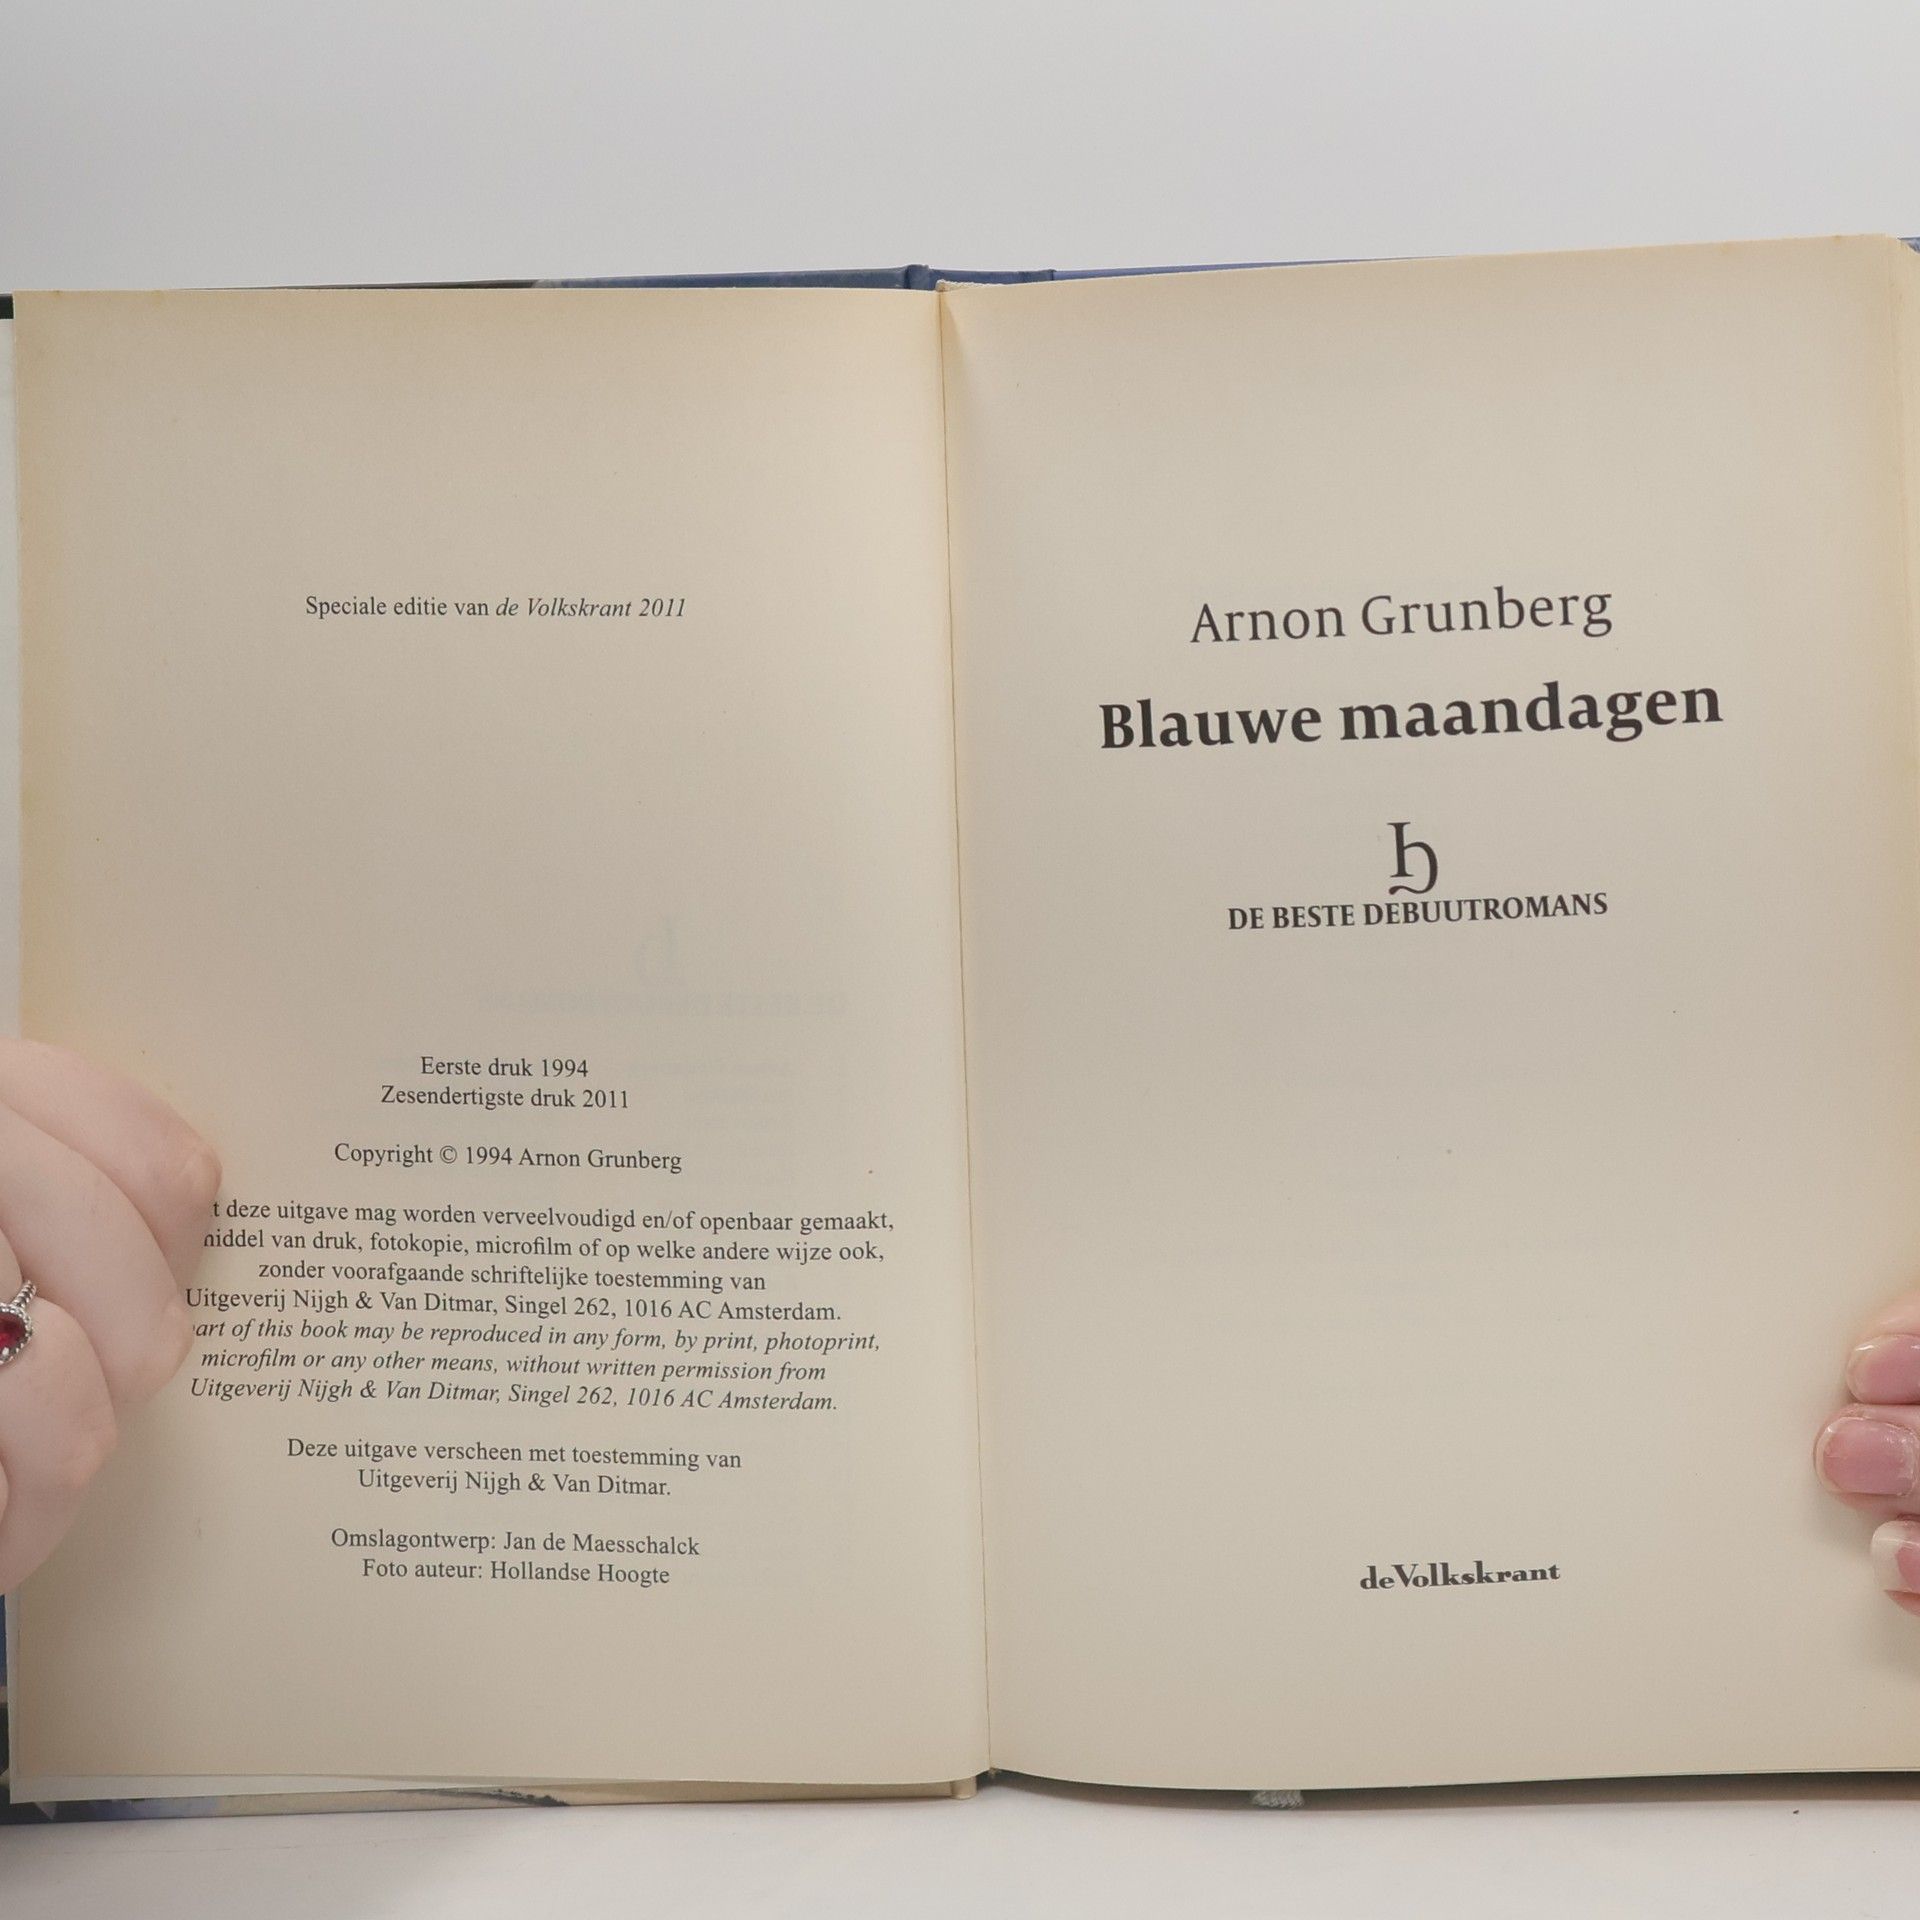 Speciale editie van de Volkskrant 2011
Eerste druk 1994
Zesendertigste druk 2011
Copyright © 1994 Arnon Grunberg
deze uitgave mag worden verveelvoudigd en/of openbaar gemaakt,
van druk, fotokopie, microfilm of op welke andere wijze ook,
zonder voorafgaande schriftelijke toestemming van
Uitgeverij Nijgh & Van Ditmar, Singel 262, 1016 AC Amsterdam.
of this book may be reproduced in any form, by print, photoprint,
microfilm or any other means, without written permission from
Uitgeverij Nijgh & Van Ditmar, Singel 262, 1016 AC Amsterdam.
Deze uitgave verscheen met toestemming van
Uitgeverij Nijgh & Van Ditmar.
Omslagontwerp: Jan de Maesschalck
Foto auteur: Hollandse Hoogte
Arnon Grunberg
Blauwe maandagen
DE BESTE DEBUUTROMANS
de Volkskrant